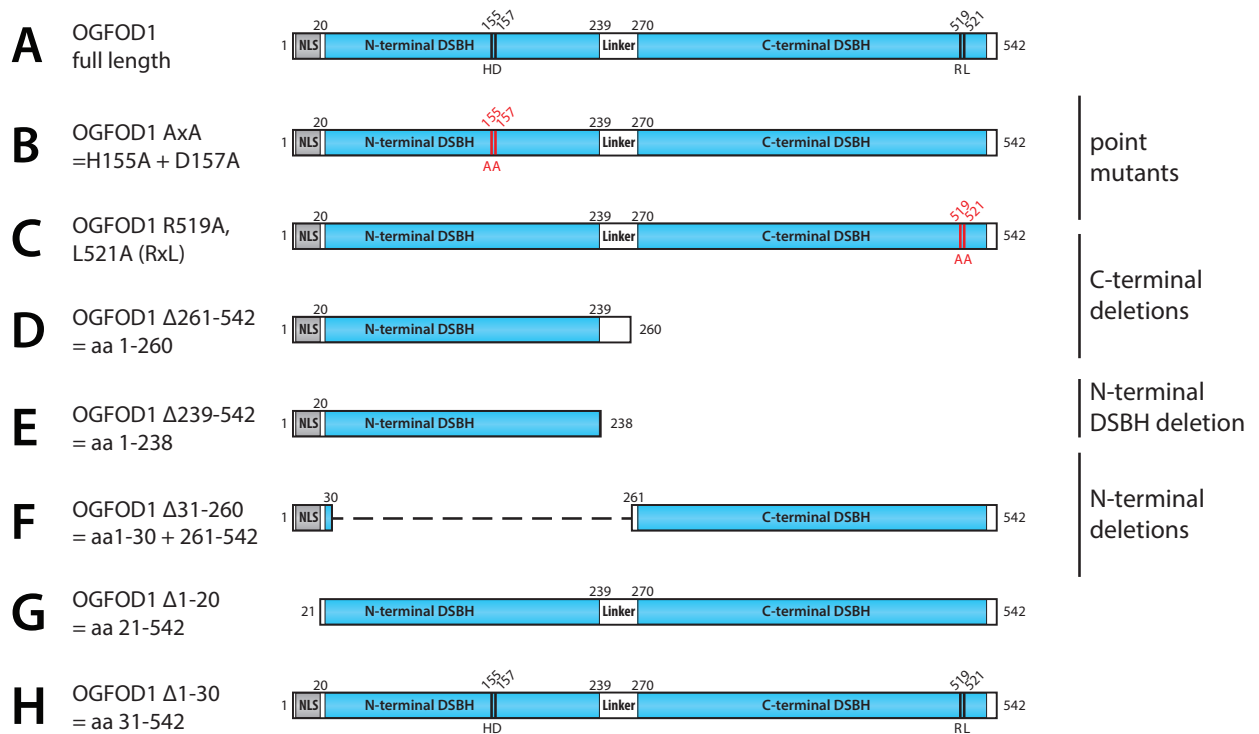 A
OGFOD1
full length
1
NLS
20
N-terminal DSBH
155
157
HD
239
Linker
270
C-terminal DSBH
519
521
RL
542
B
OGFOD1 AxA
=H155A + D157A
1
NLS
20
N-terminal DSBH
155
157
AA
239
Linker
270
C-terminal DSBH
542
point
mutants
C
OGFOD1 R519A,
L521A (RxL)
1
NLS
20
N-terminal DSBH
239
Linker
270
C-terminal DSBH
519
521
AA
542
C-terminal
deletions
D
OGFOD1 Δ261-542
= aa 1-260
1
NLS
20
N-terminal DSBH
239
260
E
OGFOD1 Δ239-542
= aa 1-238
1
NLS
20
N-terminal DSBH
238
N-terminal
DSBH deletion
F
OGFOD1 Δ31-260
= aa1-30 + 261-542
1
NLS
30
261
C-terminal DSBH
542
N-terminal
deletions
G
OGFOD1 Δ1-20
= aa 21-542
21
N-terminal DSBH
239
Linker
270
C-terminal DSBH
542
H
OGFOD1 Δ1-30
= aa 31-542
1
NLS
20
N-terminal DSBH
155
157
HD
239
Linker
270
C-terminal DSBH
519
521
RL
542